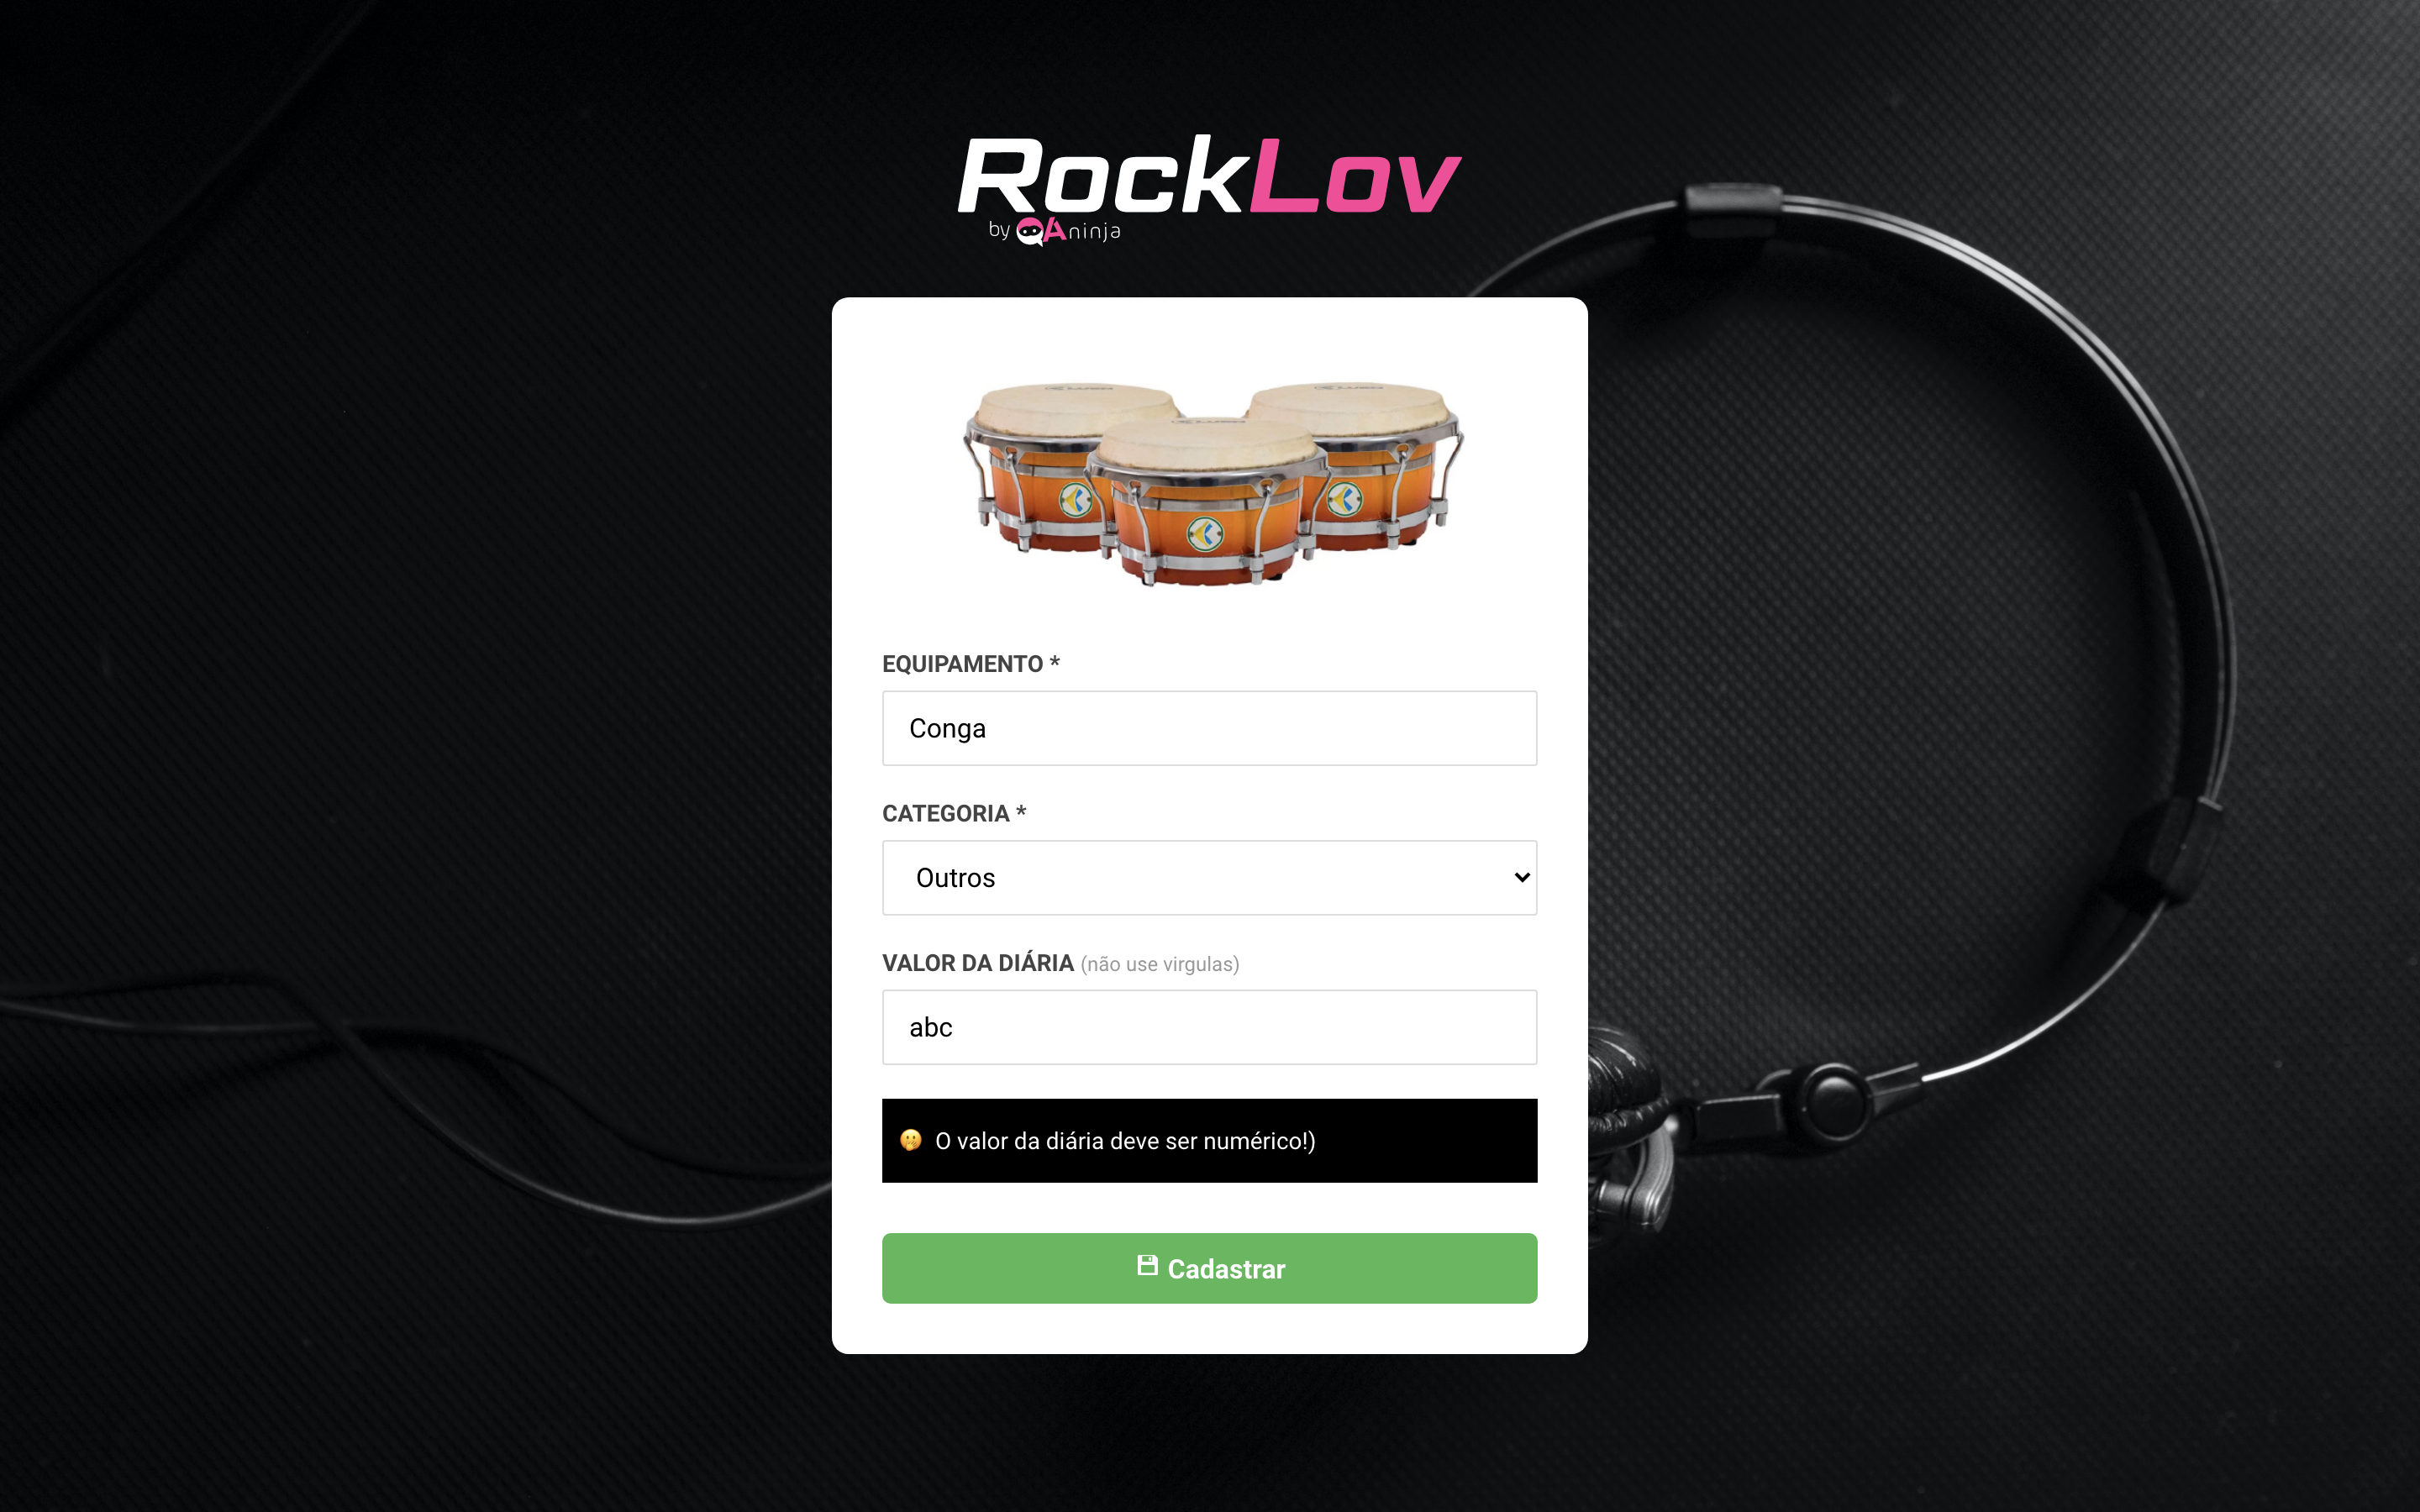 RockLov
by QAninja
EQUIPAMENTO *
Conga
CATEGORIA *
Outros
VALOR DA DIÁRIA (não use virgulas)
abc
O valor da diária deve ser numérico!)
Cadastrar